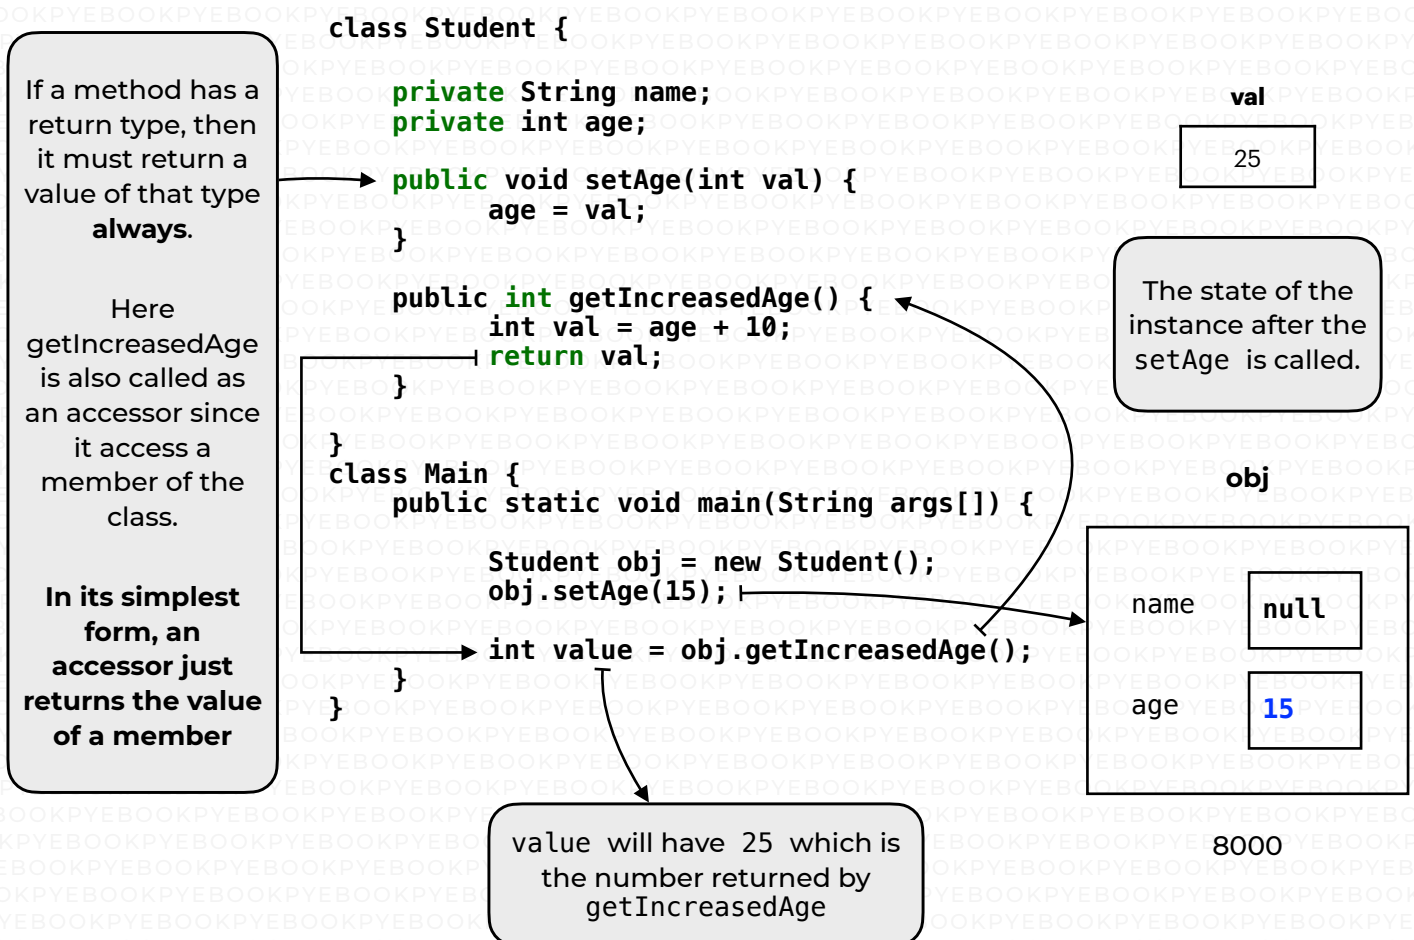 If a method has a
return type, then
it must return a
value of that type
always.
Here
getIncreasedAge
is also called as
an accessor since
it access a
member of the
class.
In its simplest
form, an
accessor just
returns the value
of a member
class Student {
private String name;
private int age;
public void setAge(int val) {
age = val;
}
public int getIncreasedAge() {
int val = age + 10;
return val;
}
}
class Main {
public static void main(String args[]) {
Student obj = new Student();
obj.setAge(15);
int value = obj.getIncreasedAge();
}
}
value will have 25 which is
the number returned by
getIncreasedAge
val
25
The state of the
instance after the
setAge is called.
obj
name null
age 15
8000